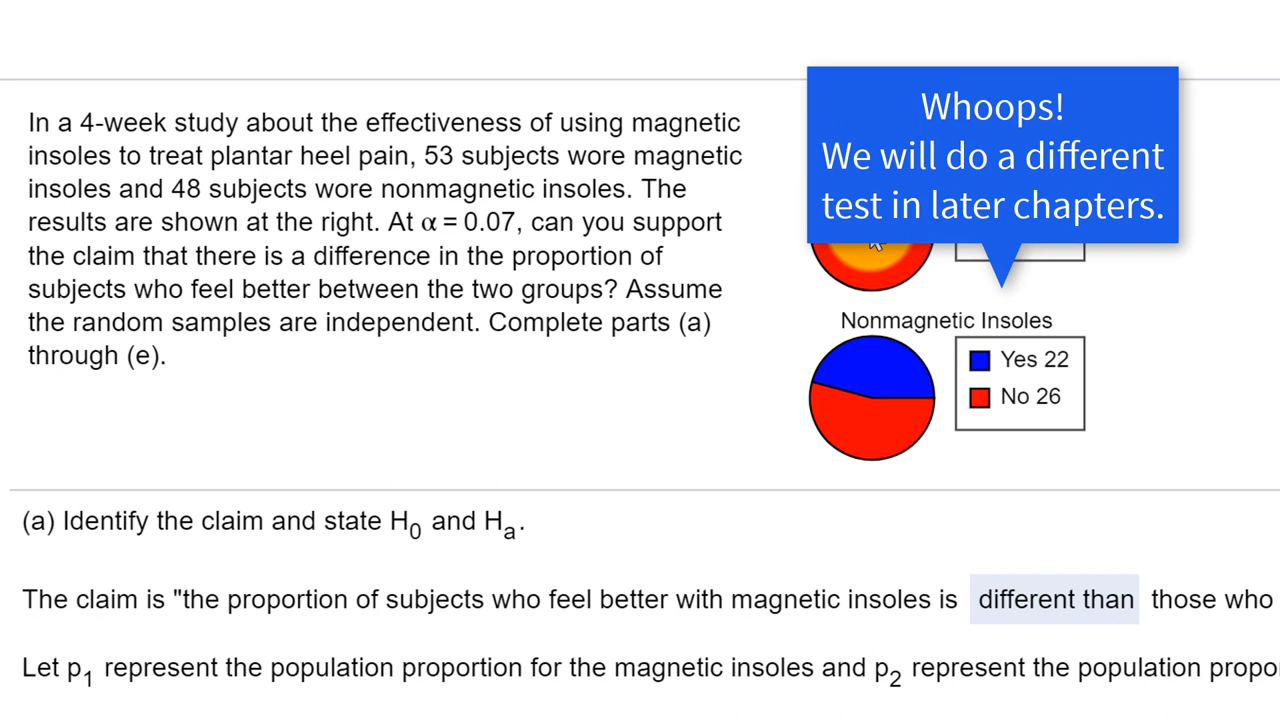 In a 4-week study about the effectiveness of using magnetic
insoles to treat plantar heel pain, 53 subjects wore magnetic
insoles and 48 subjects wore nonmagnetic insoles. The
results are shown at the right. At α = 0.07, can you support
the claim that there is a difference in the proportion of
subjects who feel better between the two groups? Assume
the random samples are independent. Complete parts (a)
through (e).
Whoops!
We will do a different
test in later chapters.
Nonmagnetic Insoles
Yes 22
No 26
(a) Identify the claim and state H0 and Ha.
The claim is "the proportion of subjects who feel better with magnetic insoles is different than those who
Let p1 represent the population proportion for the magnetic insoles and p2 represent the population propo